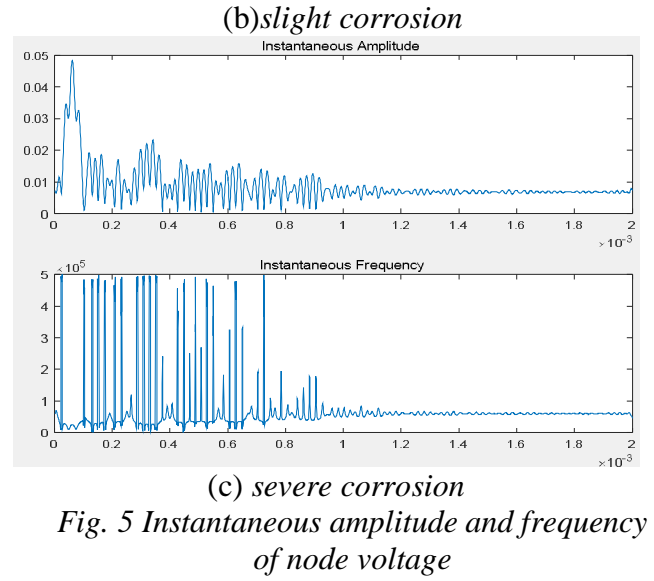 (b)slight corrosion
Instantaneous Amplitude
0.05
0.04
0.03
0.02
0.01
0
0 0.2 0.4 0.6 0.8 1 1.2 1.4 1.6 1.8 2
×10⁻³
×10⁵ Instantaneous Frequency
5
4
3
2
1
0
0 0.2 0.4 0.6 0.8 1 1.2 1.4 1.6 1.8 2
×10⁻³
(c) severe corrosion
Fig. 5 Instantaneous amplitude and frequency
of node voltage